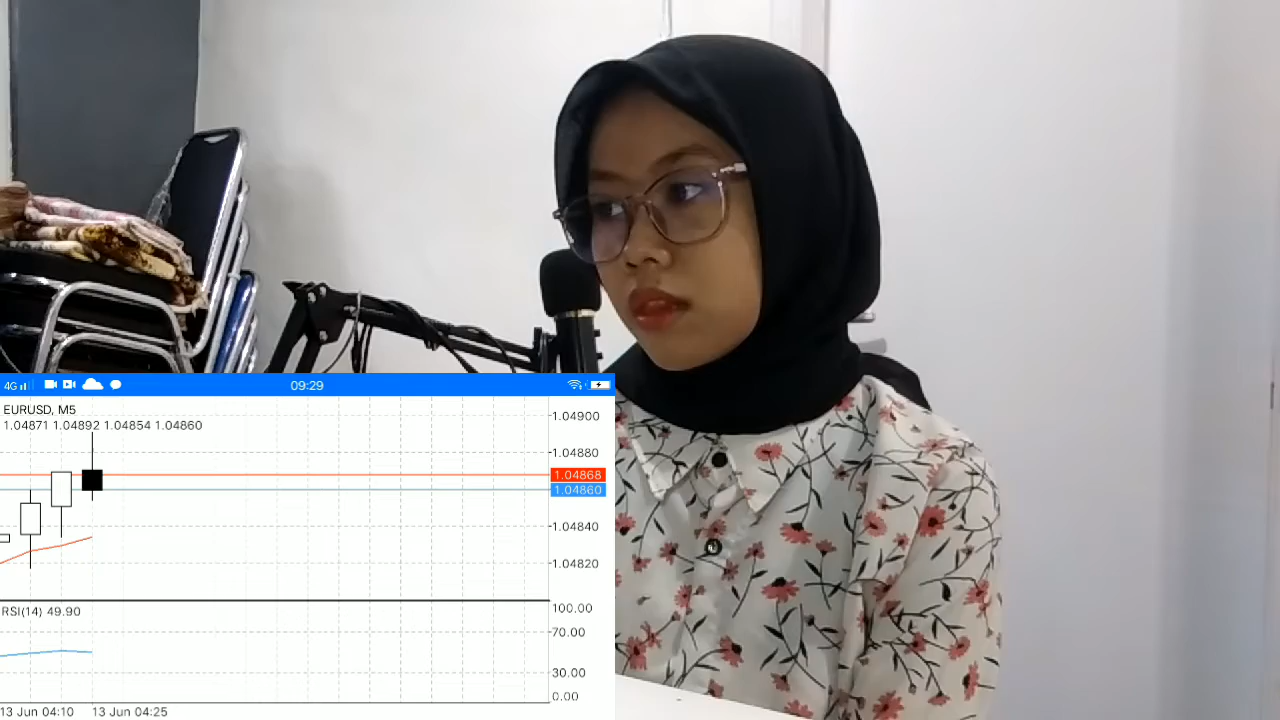 4G 09:29
EURUSD, M5
1.04871 1.04892 1.04854 1.04860
1.04900
1.04880
1.04868
1.04860
1.04840
1.04820
RSI(14) 49.90
100.00
70.00
30.00
0.00
13 Jun 04:10 13 Jun 04:25